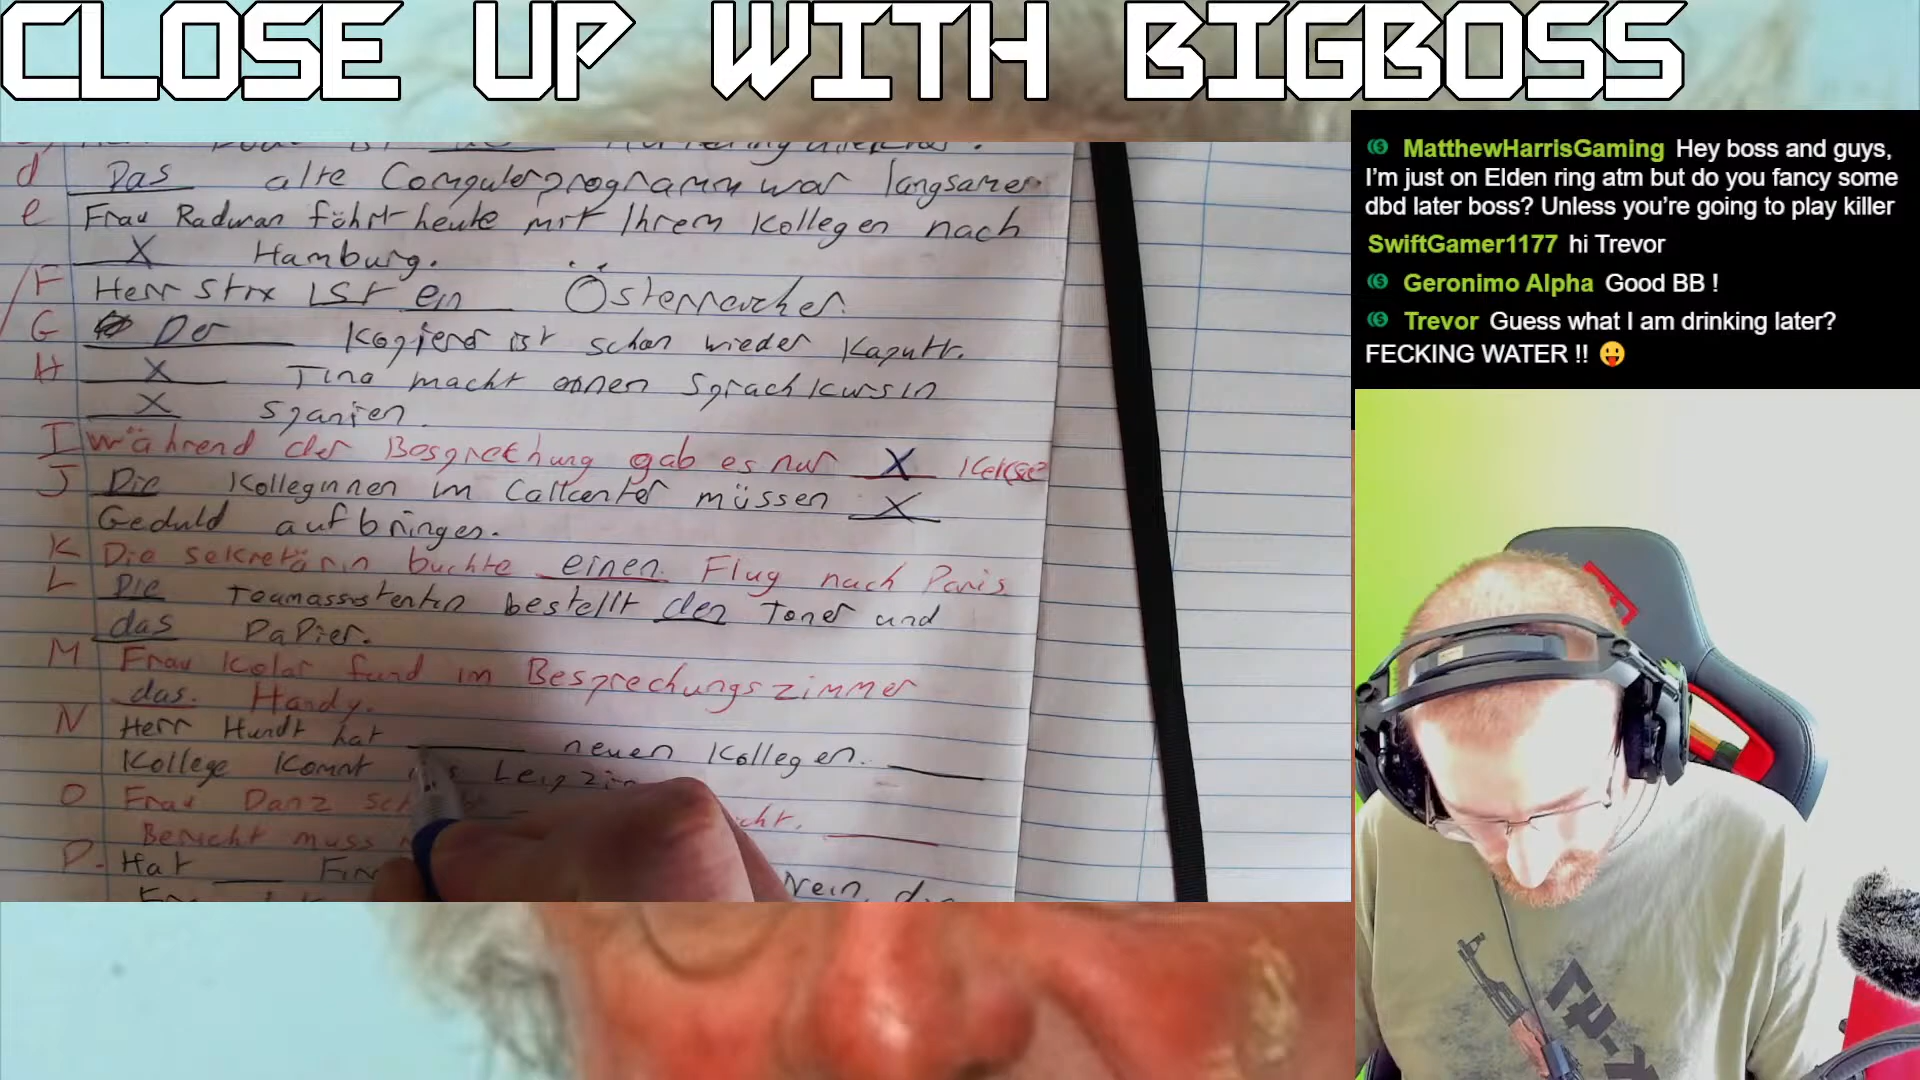 CLOSE UP WITH BIGBOSS
d Das alte Computerprogramm war langsamer.
e Frau Radwan fährt heute mit Ihrem Kollegen nach
X Hamburg.
F Herr Strx ist ein Österreicher.
G Der Kopierer ist schon wieder Kaputt.
H X Tina macht einen Sprachkurs in
X Spanien.
I während der Besprechung gab es nur X Kekse
J Die Kolleginnen im Callcenter müssen X
Geduld aufbringen.
K Die sekretärin buchte einen Flug nach Paris
L Die Teamassistentin bestellt den Toner und
das PaPier.
M Frau Kolar fand im Besprechungszimmer
das. Handy.
N Herr Hundt hat neuen Kollegen.
Kollege kommt Leipzig
O Frau Danz
Bericht muss
P. Hat Nein,
MatthewHarrisGaming Hey boss and guys,
I'm just on Elden ring atm but do you fancy some
dbd later boss? Unless you're going to play killer
SwiftGamer1177 hi Trevor
Geronimo Alpha Good BB !
Trevor Guess what I am drinking later?
FECKING WATER !! 😛